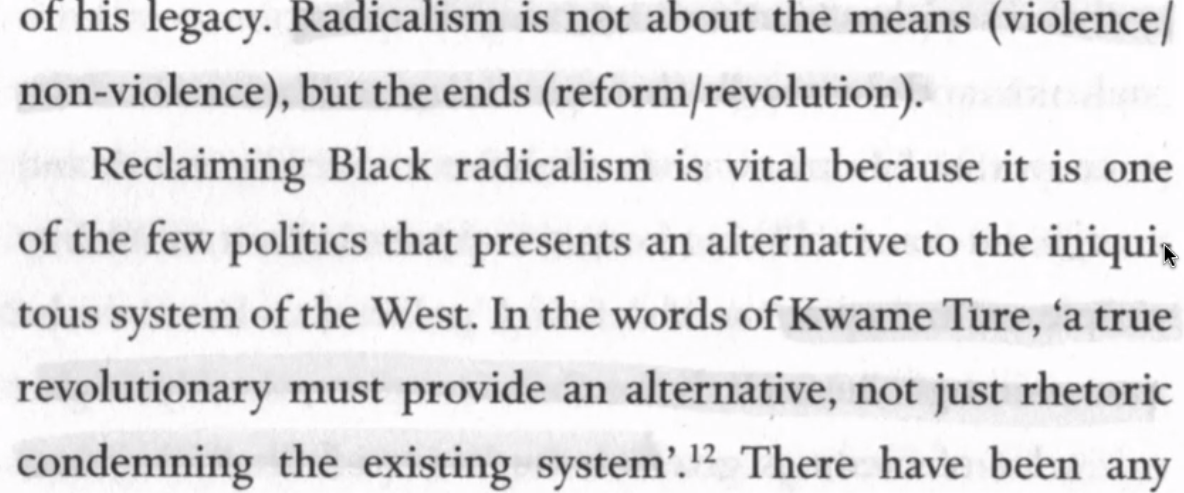 of his legacy. Radicalism is not about the means (violence/
non-violence), but the ends (reform/revolution).
Reclaiming Black radicalism is vital because it is one
of the few politics that presents an alternative to the iniqui-
tous system of the West. In the words of Kwame Ture, ‘a true
revolutionary must provide an alternative, not just rhetoric
condemning the existing system’.12 There have been any